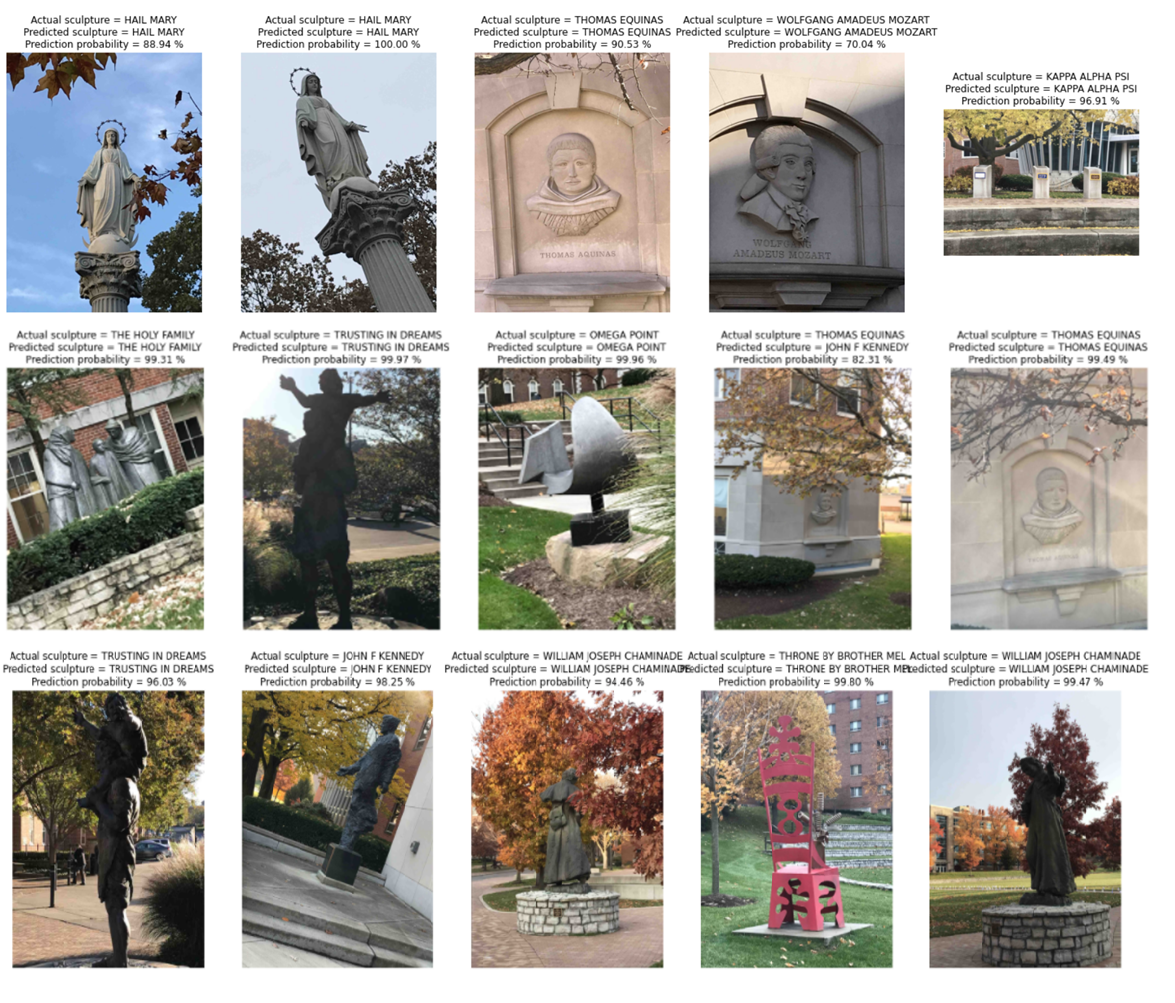 Actual sculpture = HAIL MARY
Predicted sculpture = HAIL MARY
Prediction probability = 88.94 %
Actual sculpture = HAIL MARY
Predicted sculpture = HAIL MARY
Prediction probability = 100.00 %
Actual sculpture = THOMAS EQUINAS
Predicted sculpture = THOMAS EQUINAS
Prediction probability = 90.53 %
THOMAS AQUINAS
Actual sculpture = WOLFGANG AMADEUS MOZART
Predicted sculpture = WOLFGANG AMADEUS MOZART
Prediction probability = 70.04 %
WOLFGANG
AMADEUS MOZART
Actual sculpture = KAPPA ALPHA PSI
Predicted sculpture = KAPPA ALPHA PSI
Prediction probability = 96.91 %
Actual sculpture = THE HOLY FAMILY
Predicted sculpture = THE HOLY FAMILY
Prediction probability = 99.31 %
Actual sculpture = TRUSTING IN DREAMS
Predicted sculpture = TRUSTING IN DREAMS
Prediction probability = 99.97 %
Actual sculpture = OMEGA POINT
Predicted sculpture = OMEGA POINT
Prediction probability = 99.96 %
Actual sculpture = THOMAS EQUINAS
Predicted sculpture = JOHN F KENNEDY
Prediction probability = 82.31 %
Actual sculpture = THOMAS EQUINAS
Predicted sculpture = THOMAS EQUINAS
Prediction probability = 99.49 %
Actual sculpture = TRUSTING IN DREAMS
Predicted sculpture = TRUSTING IN DREAMS
Prediction probability = 96.03 %
Actual sculpture = JOHN F KENNEDY
Predicted sculpture = JOHN F KENNEDY
Prediction probability = 98.25 %
Actual sculpture = WILLIAM JOSEPH CHAMINADE
Predicted sculpture = WILLIAM JOSEPH CHAMINADE
Prediction probability = 94.46 %
Actual sculpture = THRONE BY BROTHER MEL
Predicted sculpture = THRONE BY BROTHER MEL
Prediction probability = 99.80 %
Actual sculpture = WILLIAM JOSEPH CHAMINADE
Predicted sculpture = WILLIAM JOSEPH CHAMINADE
Prediction probability = 99.47 %